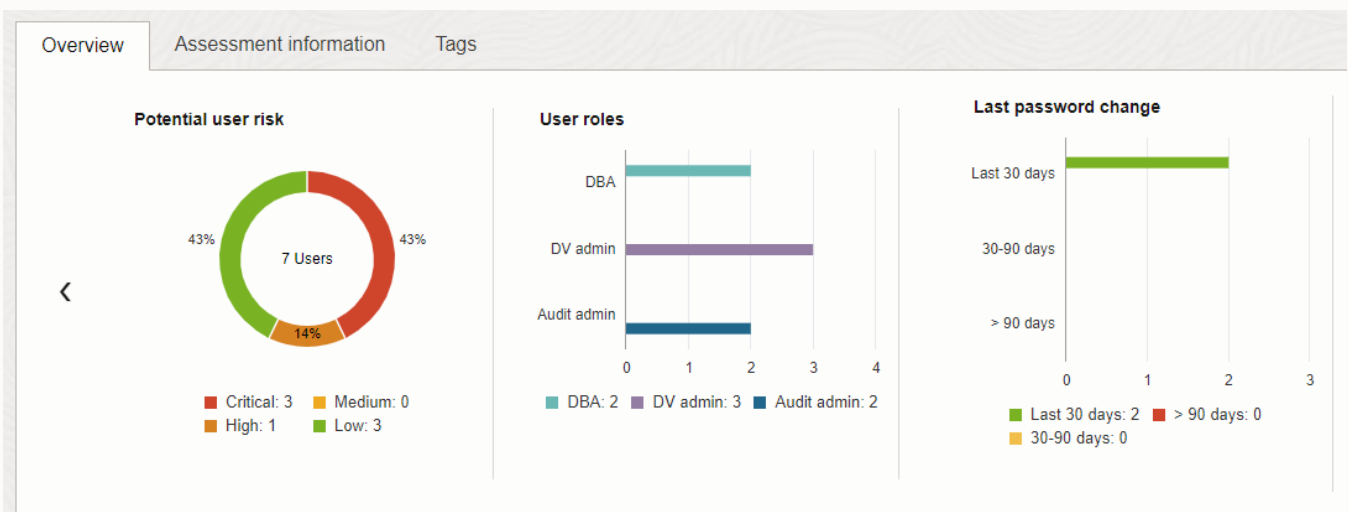 Overview Assessment information Tags
Potential user risk
43%
43%
7 Users
14%
Critical: 3 Medium: 0
High: 1 Low: 3
User roles
DBA
DV admin
Audit admin
0 1 2 3 4
DBA: 2 DV admin: 3 Audit admin: 2
Last password change
Last 30 days
30-90 days
> 90 days
0 1 2 3
Last 30 days: 2 > 90 days: 0
30-90 days: 0